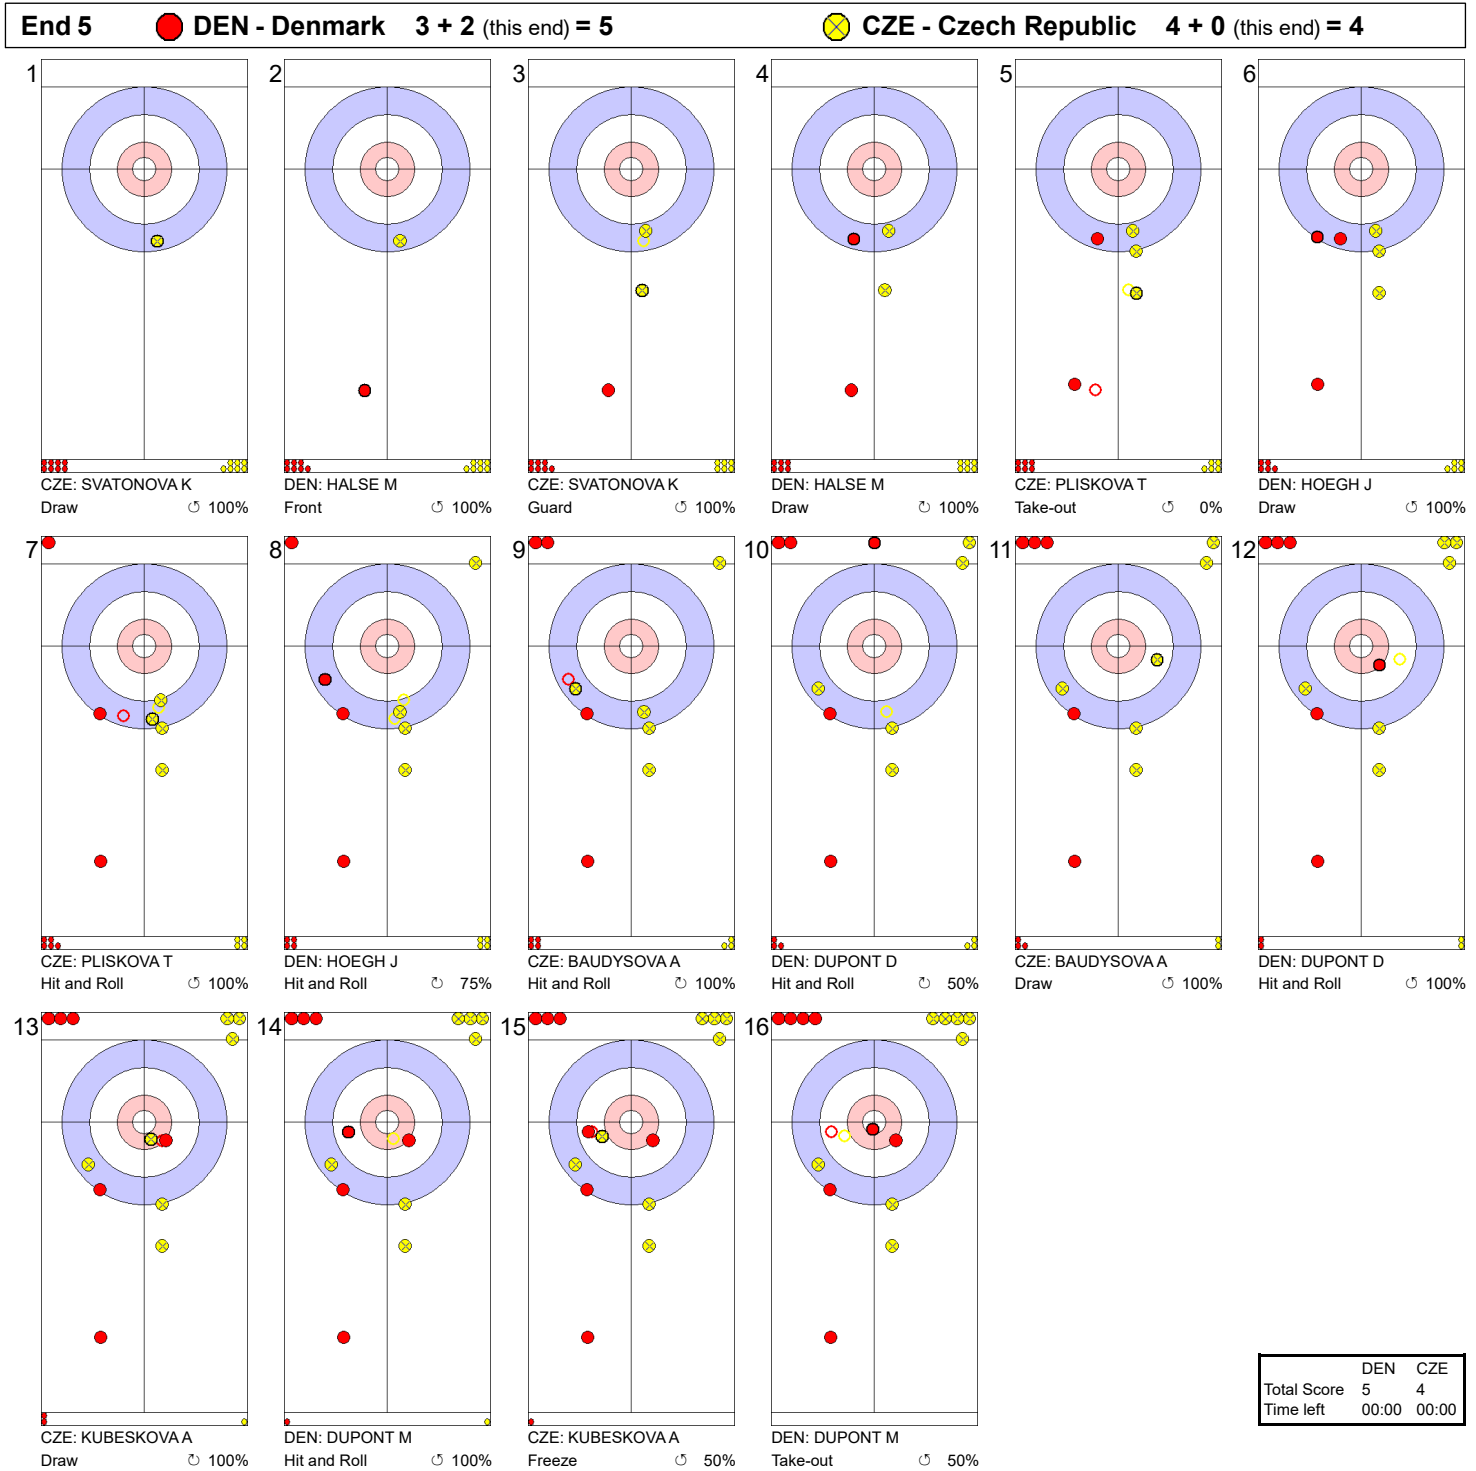 End 5 DEN - Denmark 3 + 2 (this end) = 5 CZE - Czech Republic 4 + 0 (this end) = 4
1 2 3 4 5 6
CZE: SVATONOVA K DEN: HALSE M CZE: SVATONOVA K DEN: HALSE M CZE: PLISKOVA T DEN: HOEGH J
Draw ↺ 100% Front ↺ 100% Guard ↺ 100% Draw ↻ 100% Take-out ↺ 0% Draw ↻ 100%
7 8 9 10 11 12
CZE: PLISKOVA T DEN: HOEGH J CZE: BAUDYSOVA A DEN: DUPONT D CZE: BAUDYSOVA A DEN: DUPONT D
Hit and Roll ↺ 100% Hit and Roll ↻ 75% Hit and Roll ↻ 100% Hit and Roll ↻ 50% Draw ↺ 100% Hit and Roll ↺ 100%
13 14 15 16
CZE: KUBESKOVA A DEN: DUPONT M CZE: KUBESKOVA A DEN: DUPONT M
Draw ↻ 100% Hit and Roll ↺ 100% Freeze ↺ 50% Take-out ↺ 50%
DEN CZE
Total Score 5 4
Time left 00:00 00:00